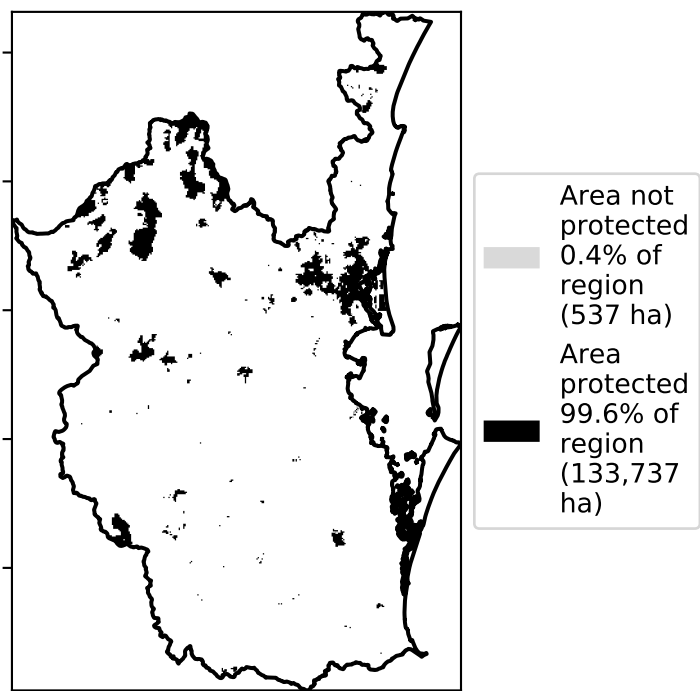 Area not
protected
0.4% of
region
(537 ha)
Area
protected
99.6% of
region
(133,737
ha)